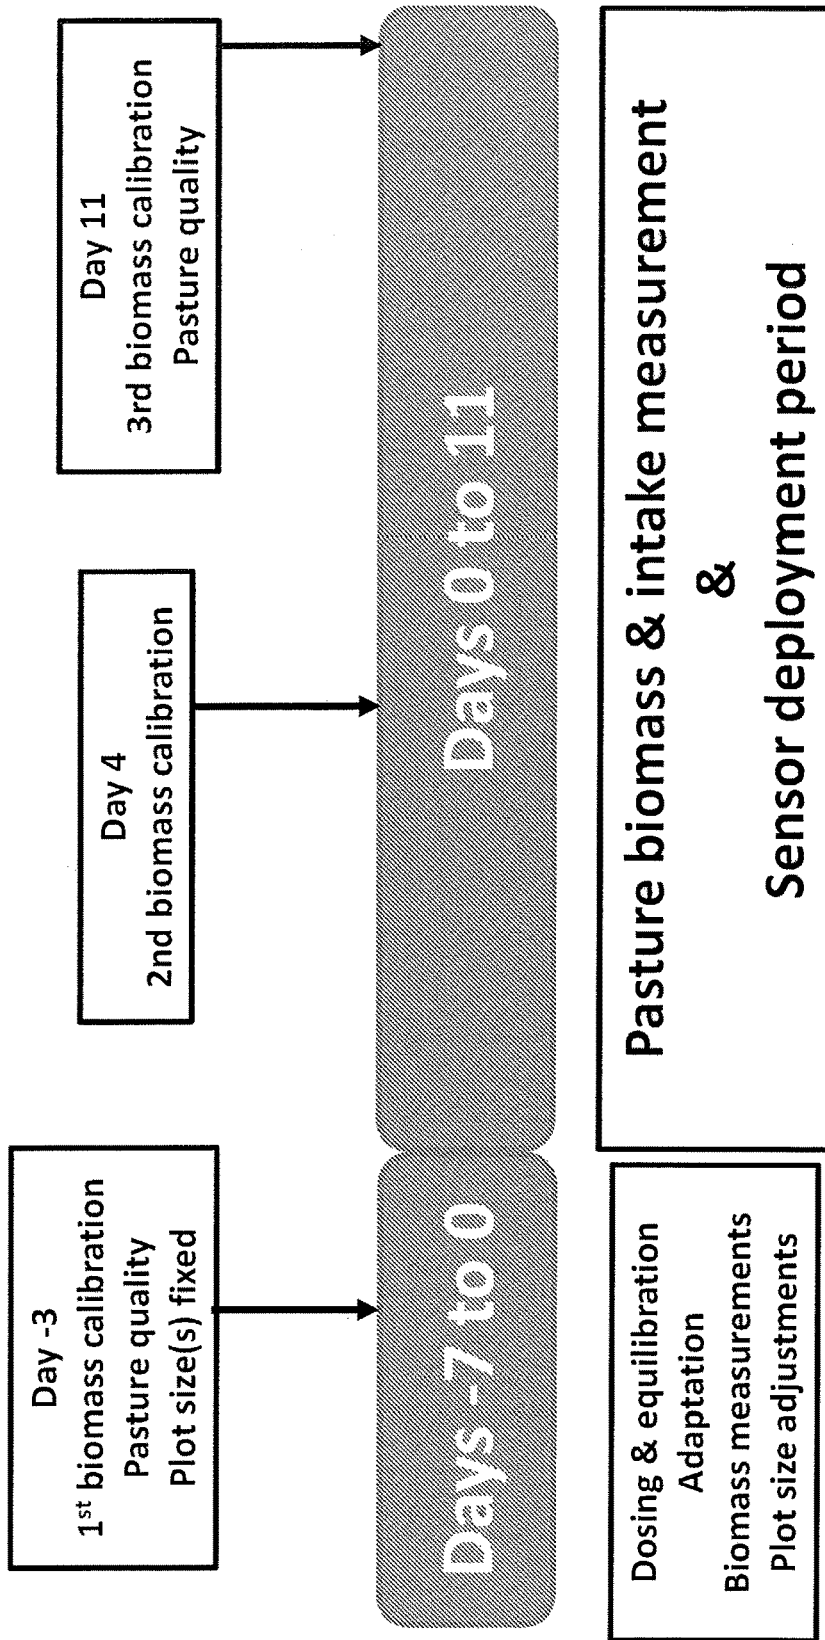 Day -3
1st biomass calibration
Pasture quality
Plot size(s) fixed
Day 4
2nd biomass calibration
Day 11
3rd biomass calibration
Pasture quality
Days -7 to 0
Days 0 to 11
Dosing & equilibration
Adaptation
Biomass measurements
Plot size adjustments
Pasture biomass & intake measurement
&
Sensor deployment period